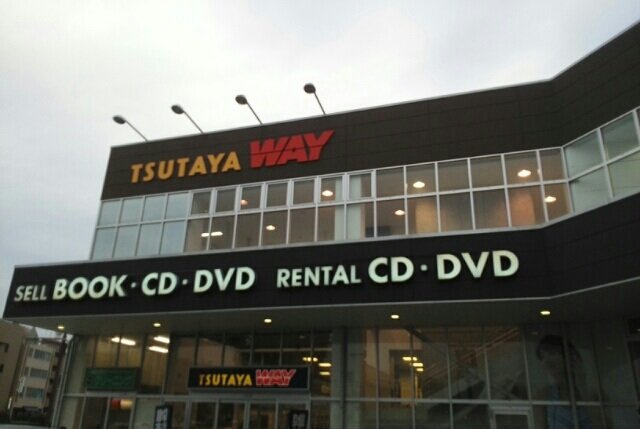 TSUTAYA WAY
SELL BOOK・CD・DVD RENTAL CD・DVD
TSUTAYA WAY